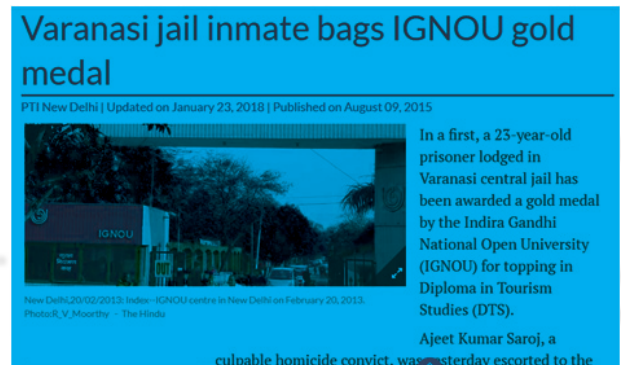 Varanasi jail inmate bags IGNOU gold
medal
PTI New Delhi | Updated on January 23, 2018 | Published on August 09, 2015
IGNOU
OUT
New Delhi,20/02/2013: Index--IGNOU centre in New Delhi on February 20, 2013.
Photo:R_V_Moorthy - The Hindu
In a first, a 23-year-old
prisoner lodged in
Varanasi central jail has
been awarded a gold medal
by the Indira Gandhi
National Open University
(IGNOU) for topping in
Diploma in Tourism
Studies (DTS).
Ajeet Kumar Saroj, a
culpable homicide convict, was yesterday escorted to the